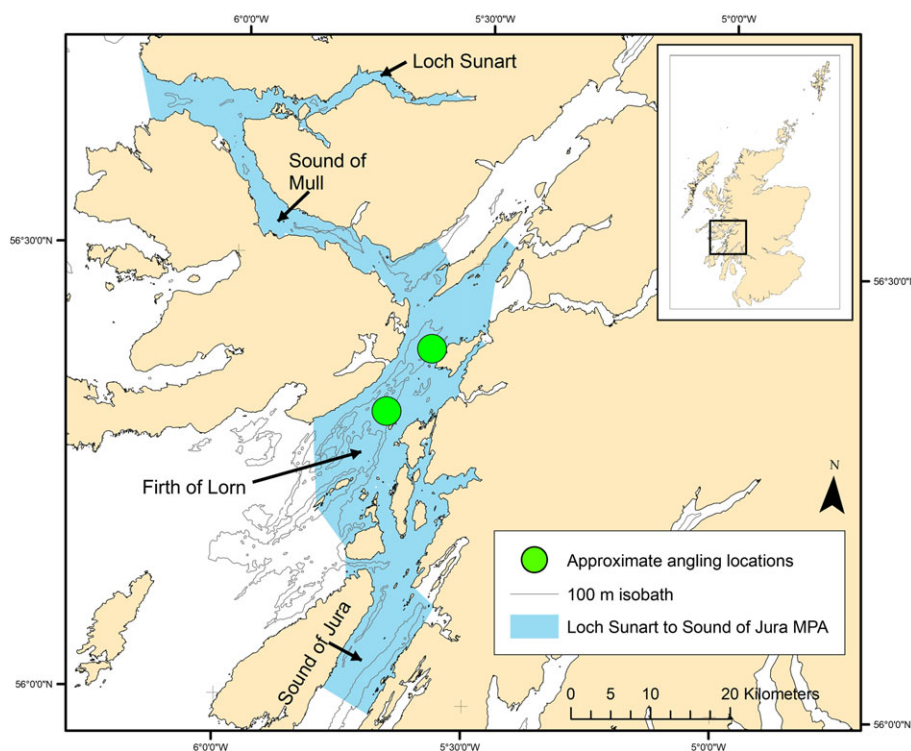 6°0'0"W
5°30'0"W
5°0'0"W
Loch Sunart
Sound of
Mull
56°30'0"N
56°30'0"N
Firth of Lorn
N
Approximate angling locations
100 m isobath
Loch Sunart to Sound of Jura MPA
Sound of Jura
0 5 10 20 Kilometers
56°0'0"N
56°0'0"N
6°0'0"W
5°30'0"W
5°0'0"W